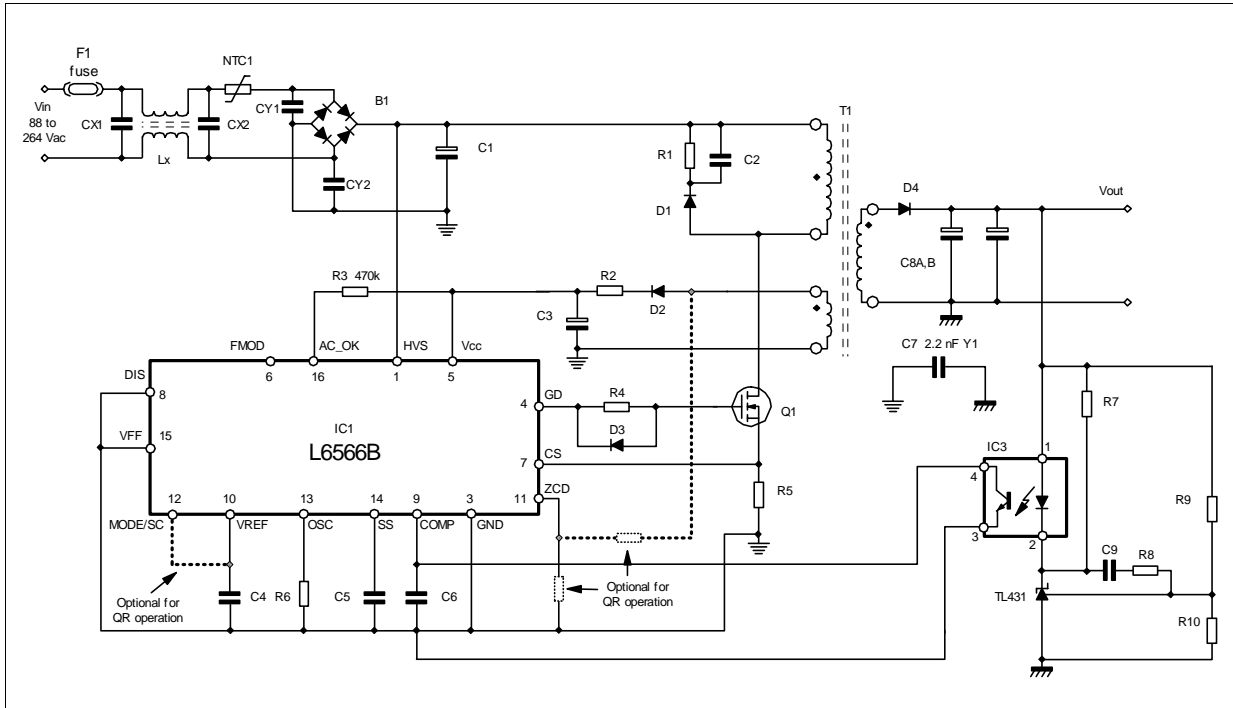 F1
fuse
NTC1
Vin
88 to
264 Vac
CX1
Lx
CX2
CY1
B1
CY2
C1
R1
C2
D1
T1
D4
Vout
C8A,B
R3 470k
R2
D2
C3
C7 2.2 nF Y1
FMOD
AC_OK
HVS
Vcc
6
16
1
5
DIS
8
VFF
15
IC1
L6566B
4
GD
R4
D3
Q1
7
CS
11
ZCD
R5
12
10
13
14
9
3
MODE/SC
VREF
OSC
SS
COMP
GND
Optional for
QR operation
C4
R6
C5
C6
Optional for
QR operation
IC3
1
4
3
2
R7
R9
C9
R8
TL431
R10